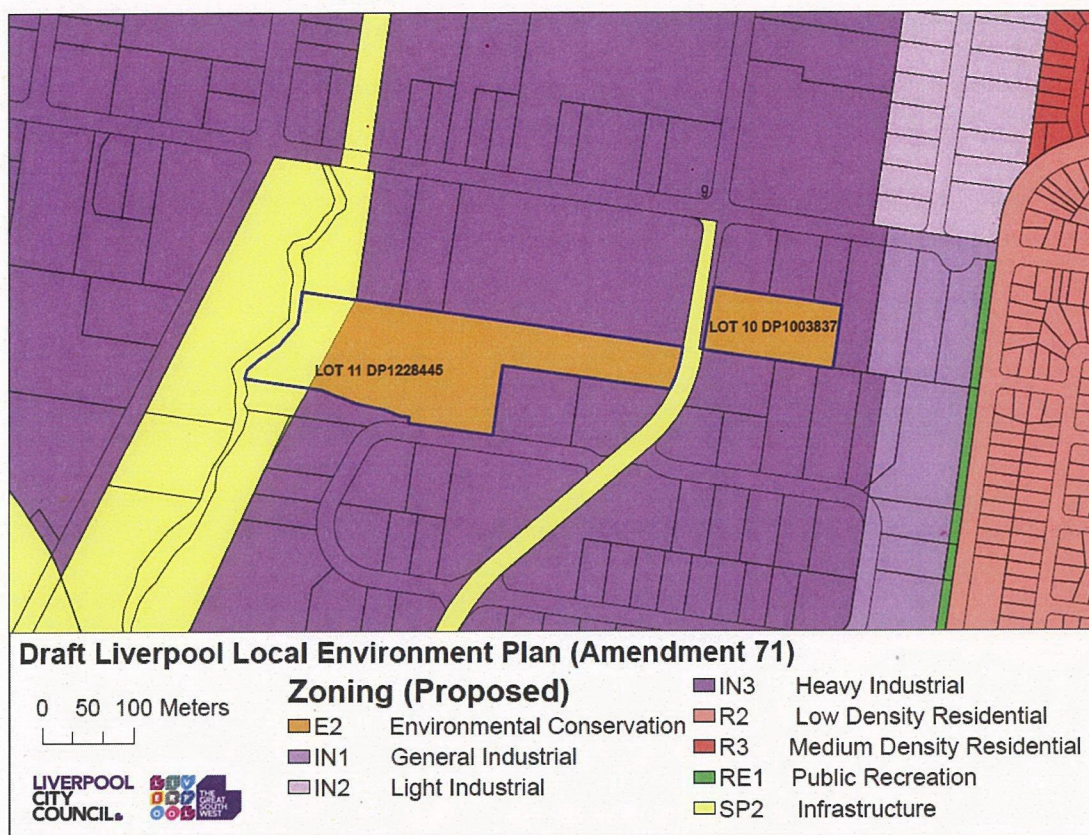 g
LOT 10 DP1003837
LOT 11 DP1228445
Draft Liverpool Local Environment Plan (Amendment 71)
0 50 100 Meters
Zoning (Proposed)
E2 Environmental Conservation
IN1 General Industrial
IN2 Light Industrial
IN3 Heavy Industrial
R2 Low Density Residential
R3 Medium Density Residential
RE1 Public Recreation
SP2 Infrastructure
LIVERPOOL
CITY
COUNCIL.
THE
GREAT
SOUTH
WEST